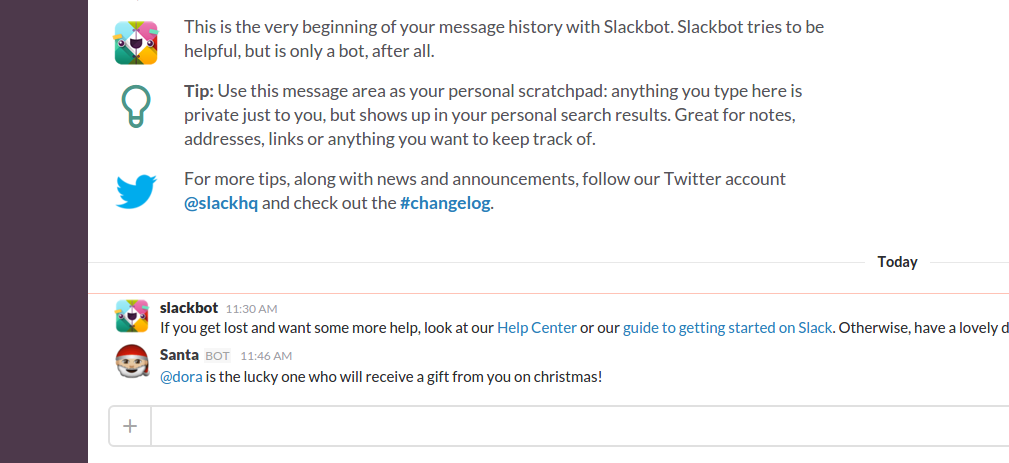 This is the very beginning of your message history with Slackbot. Slackbot tries to be
helpful, but is only a bot, after all.
Tip: Use this message area as your personal scratchpad: anything you type here is
private just to you, but shows up in your personal search results. Great for notes,
addresses, links or anything you want to keep track of.
For more tips, along with news and announcements, follow our Twitter account
@slackhq and check out the #changelog.
Today
slackbot 11:30 AM
If you get lost and want some more help, look at our Help Center or our guide to getting started on Slack. Otherwise, have a lovely d
Santa BOT 11:46 AM
@dora is the lucky one who will receive a gift from you on christmas!